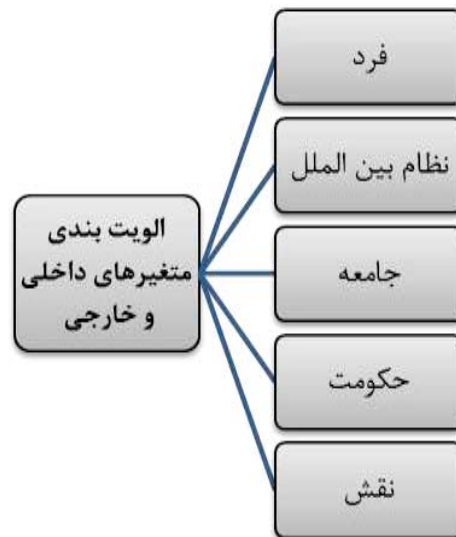 فرد
نظام بین الملل
الویت بندی
متغیرهای داخلی
و خارجی
جامعه
حکومت
نقش